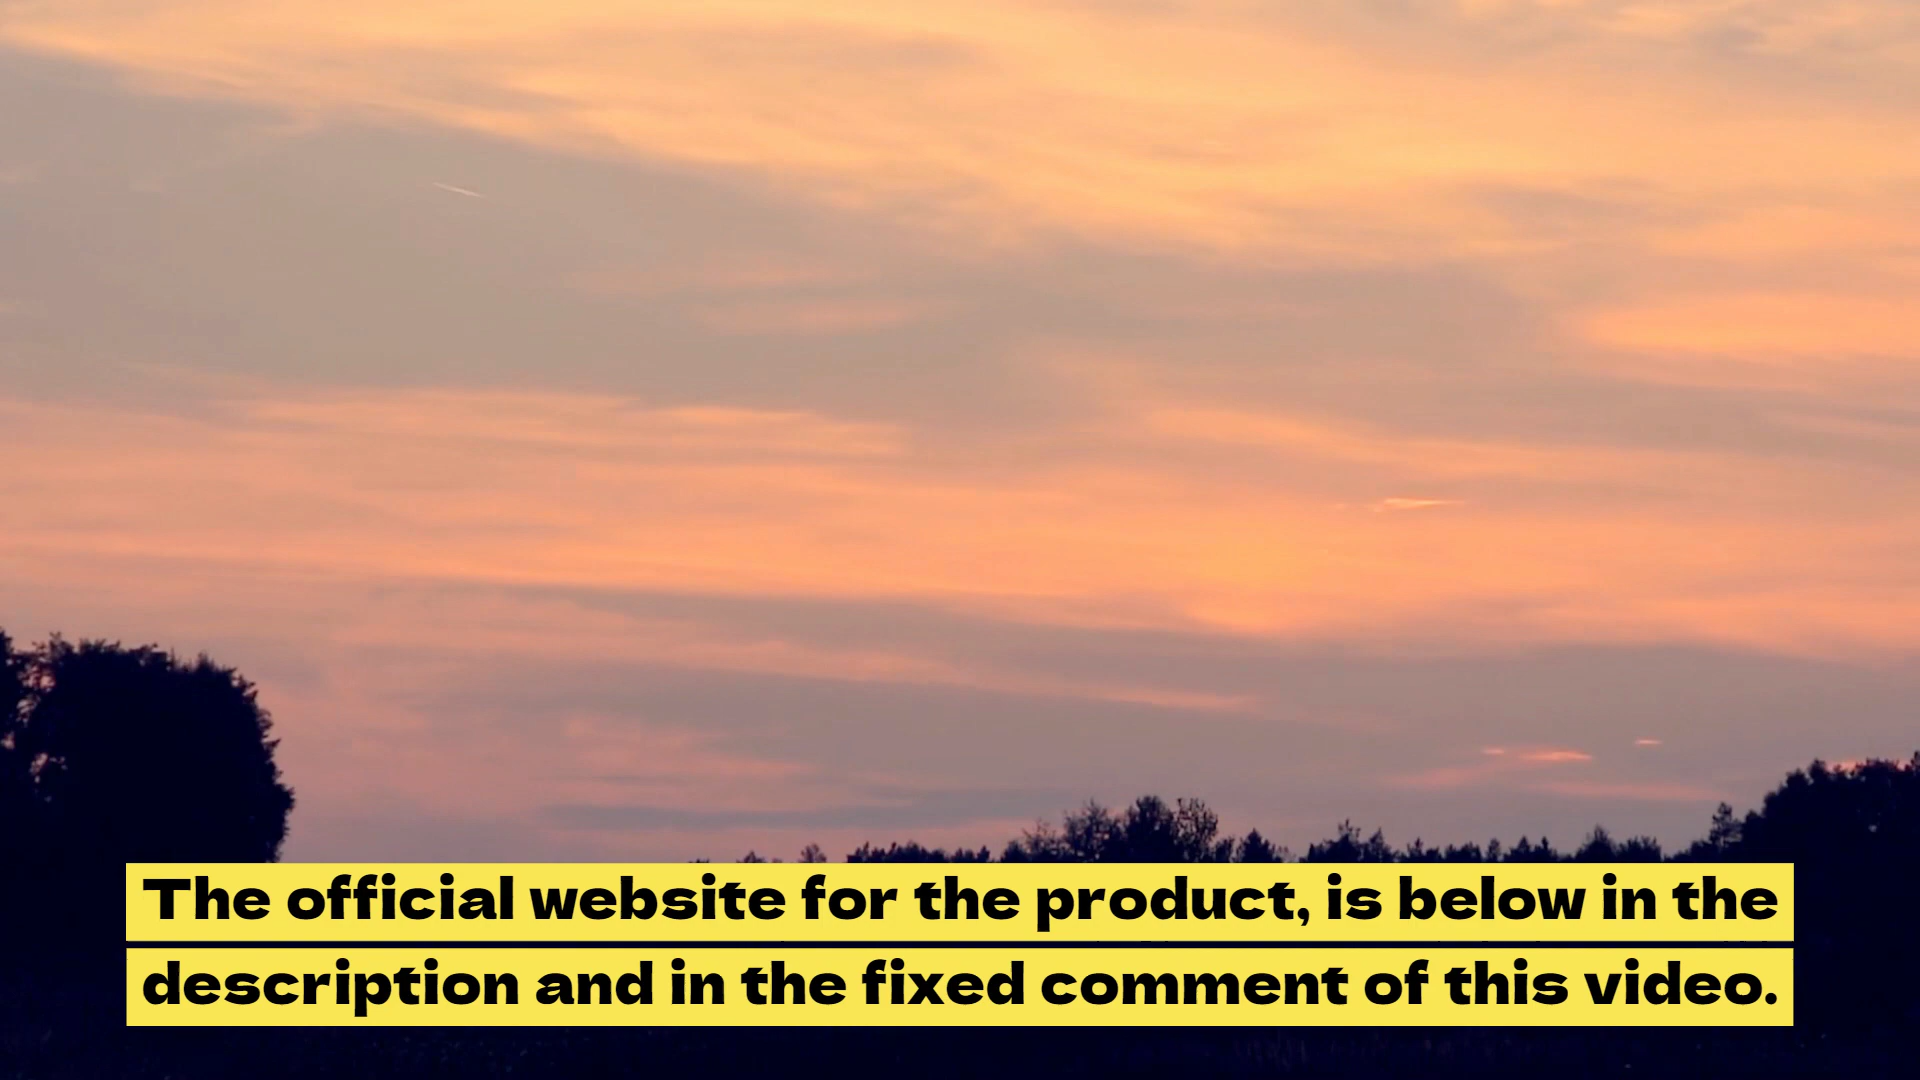 The official website for the product, is below in the
description and in the fixed comment of this video.